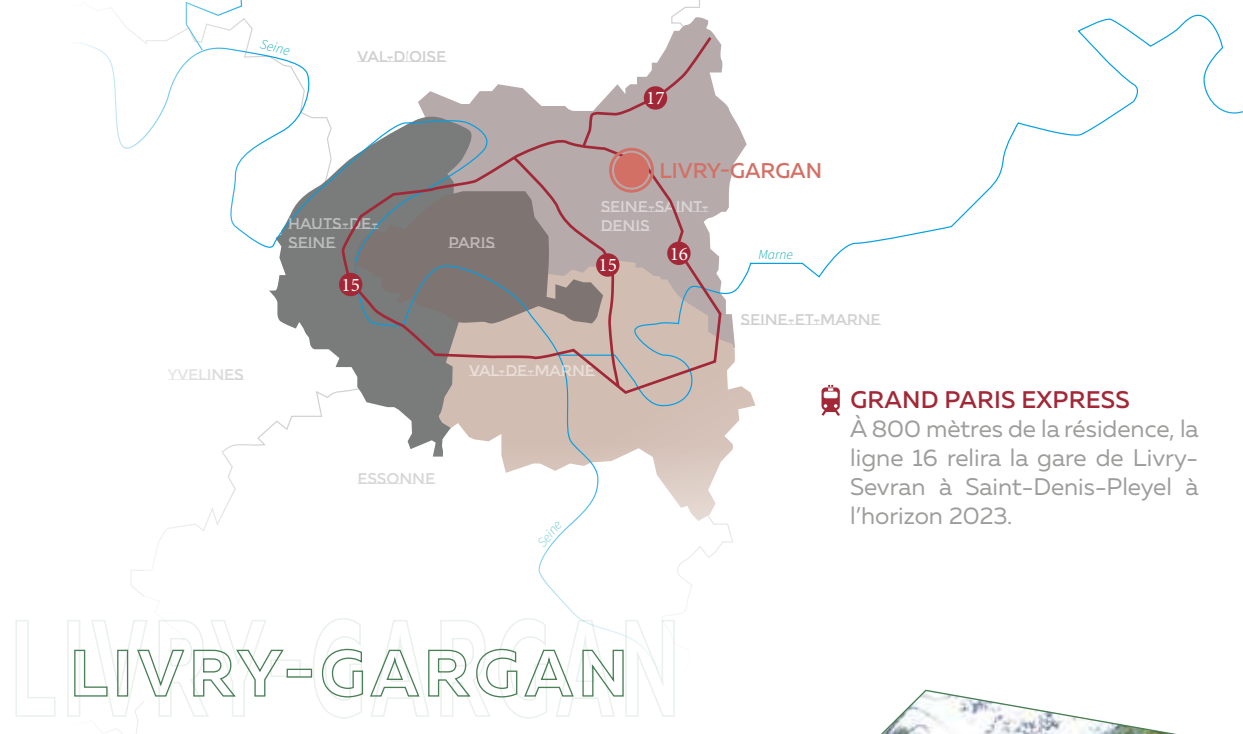 Seine
VAL-D'OISE
17
LIVRY-GARGAN
SEINE-SAINT-
DENIS
HAUTS-DE-
SEINE
PARIS
15
16
15
Marne
SEINE-ET-MARNE
YVELINES
VAL-DE-MARNE
ESSONNE
Seine
GRAND PARIS EXPRESS
À 800 mètres de la résidence, la
ligne 16 relira la gare de Livry-
Sevran à Saint-Denis-Pleyel à
l'horizon 2023.
LIVRY-GARGAN
LIVRY-GARGAN